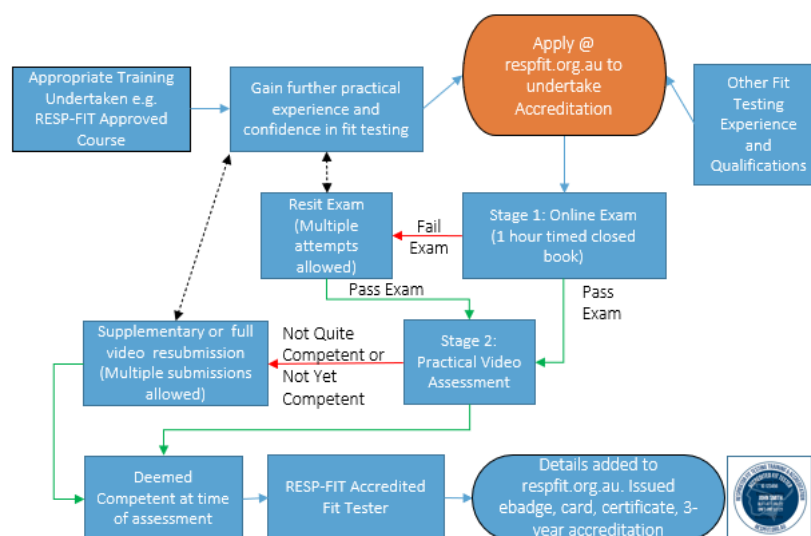 Appropriate Training
Undertaken e.g.
RESP-FIT Approved
Course
Gain further practical
experience and
confidence in fit testing
Apply @
respfit.org.au to
undertake
Accreditation
Other Fit
Testing
Experience
and
Qualifications
Resit Exam
(Multiple
attempts
allowed)
Fail
Exam
Stage 1: Online Exam
(1 hour timed closed
book)
Pass Exam
Pass
Exam
Supplementary or full
video resubmission
(Multiple submissions
allowed)
Not Quite
Competent or
Not Yet
Competent
Stage 2:
Practical Video
Assessment
Deemed
Competent at time
of assessment
RESP-FIT Accredited
Fit Tester
Details added to
respfit.org.au. Issued
ebadge, card, certificate, 3-
year accreditation